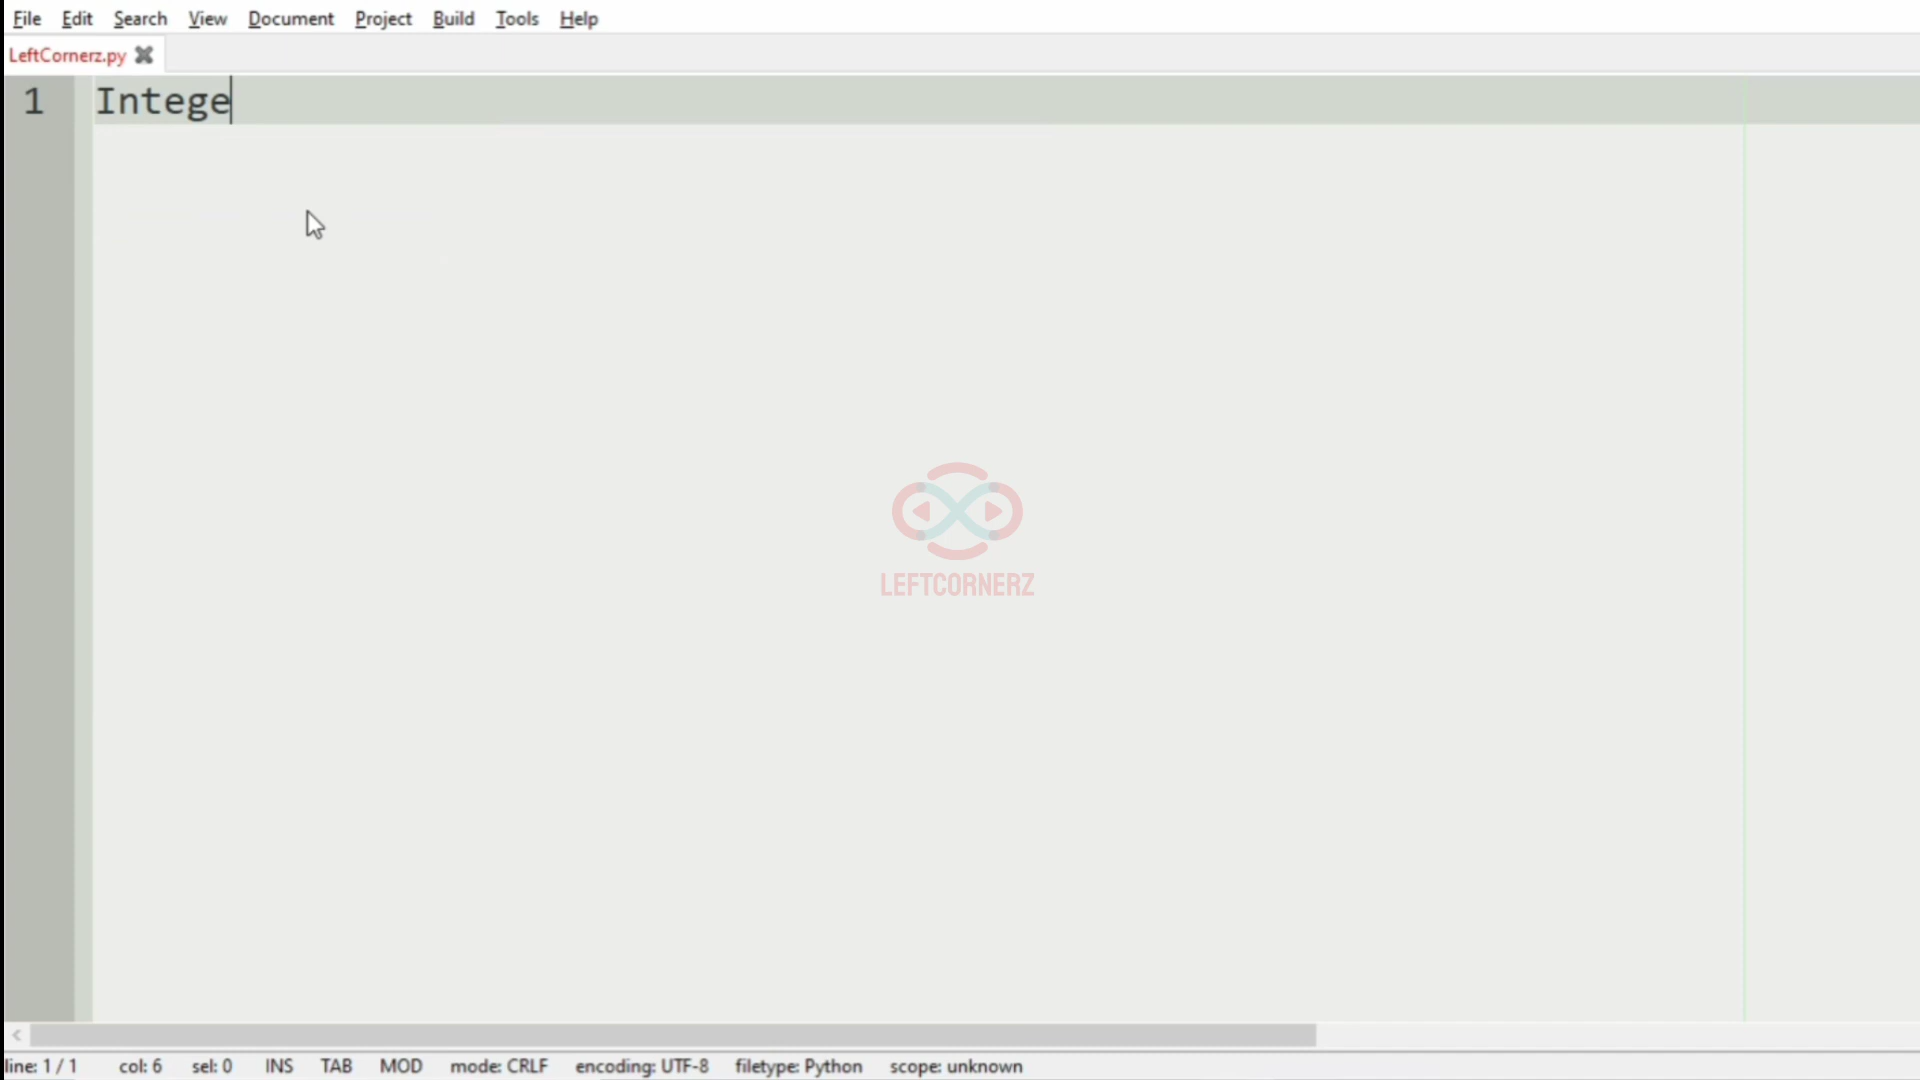 File Edit Search View Document Project Build Tools Help
LeftCornerz.py
1 Intege
LEFTCORNERZ
line: 1 / 1 col: 6 sel: 0 INS TAB MOD mode: CRLF encoding: UTF-8 filetype: Python scope: unknown